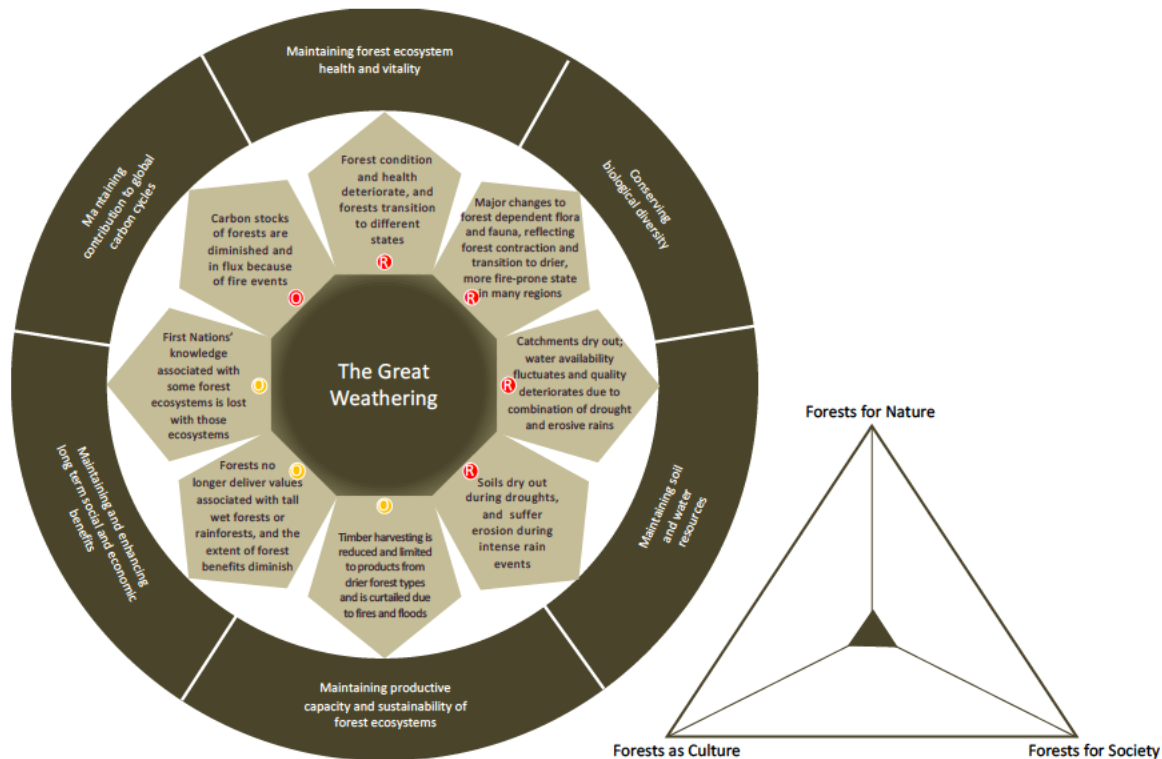 Maintaining forest ecosystem
health and vitality
Conserving
biological diversity
Maintaining soil
and water
resources
Maintaining productive
capacity and sustainability of
forest ecosystems
Maintaining and enhancing
long term social and economic
benefits
Maintaining
contribution to global
carbon cycles
Forest condition
and health
deteriorate, and
forests transition
to different
states
R
Major changes to
forest dependent flora
and fauna, reflecting
forest contraction and
transition to drier,
more fire-prone state
in many regions
R
Catchments dry out;
water availability
fluctuates and quality
deteriorates due to
combination of drought
and erosive rains
R
Soils dry out
during droughts,
and suffer
erosion during
intense rain
events
R
Timber harvesting is
reduced and limited
to products from
drier forest types
and is curtailed due
to fires and floods
O
Forests no
longer deliver values
associated with tall
wet forests or
rainforests, and the
extent of forest
benefits diminish
O
First Nations’
knowledge
associated with
some forest
ecosystems is lost
with those
ecosystems
O
Carbon stocks
of forests are
diminished and
in flux because
of fire events
O
The Great
Weathering
Forests for Nature
Forests as Culture
Forests for Society